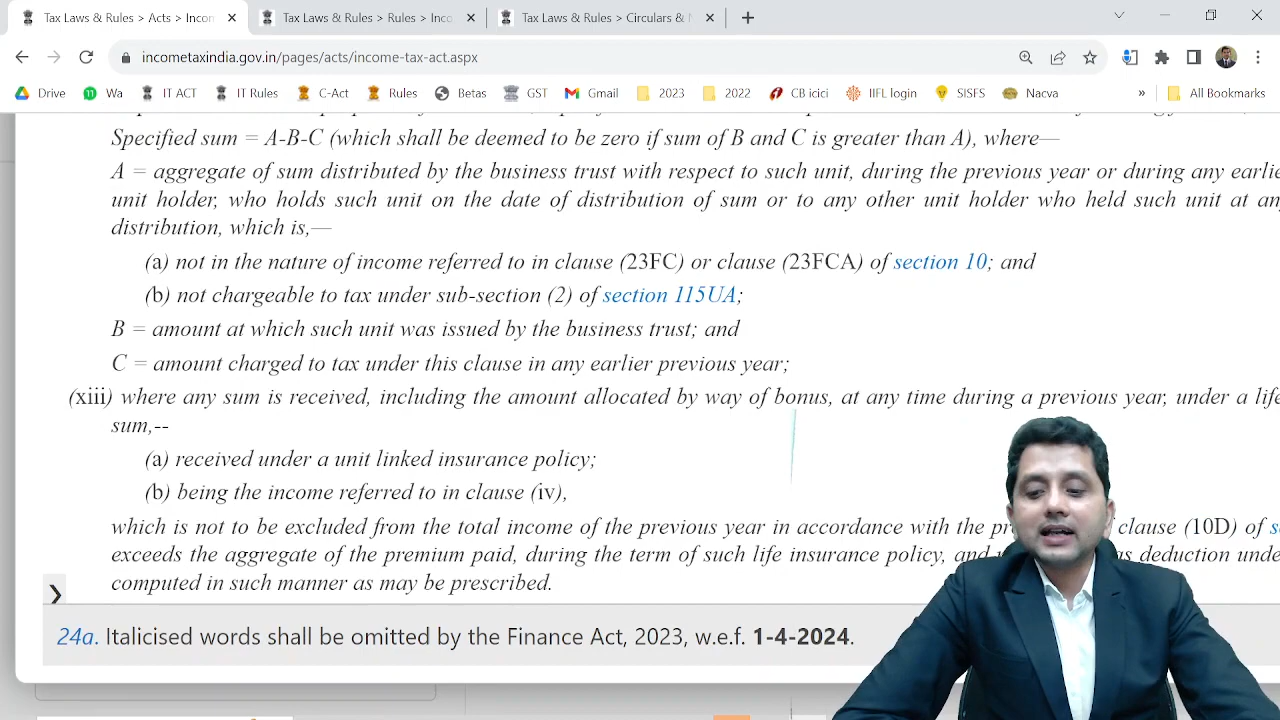 Tax Laws & Rules > Acts > Incon
Tax Laws & Rules > Rules > Inco
Tax Laws & Rules > Circulars & N
incometaxindia.gov.in/pages/acts/income-tax-act.aspx
Drive
Wa
IT ACT
IT Rules
C-Act
Rules
Betas
GST
Gmail
2023
2022
CB icici
IIFL login
SISFS
Nacva
»
All Bookmarks
Specified sum = A-B-C (which shall be deemed to be zero if sum of B and C is greater than A), where—
A = aggregate of sum distributed by the business trust with respect to such unit, during the previous year or during any earlie
unit holder, who holds such unit on the date of distribution of sum or to any other unit holder who held such unit at an
distribution, which is,—
(a) not in the nature of income referred to in clause (23FC) or clause (23FCA) of section 10; and
(b) not chargeable to tax under sub-section (2) of section 115UA;
B = amount at which such unit was issued by the business trust; and
C = amount charged to tax under this clause in any earlier previous year;
(xiii) where any sum is received, including the amount allocated by way of bonus, at any time during a previous year, under a life
sum,--
(a) received under a unit linked insurance policy;
(b) being the income referred to in clause (iv),
which is not to be excluded from the total income of the previous year in accordance with the pr f clause (10D) of s
exceeds the aggregate of the premium paid, during the term of such life insurance policy, and as deduction unde
computed in such manner as may be prescribed.
24a. Italicised words shall be omitted by the Finance Act, 2023, w.e.f. 1-4-2024.